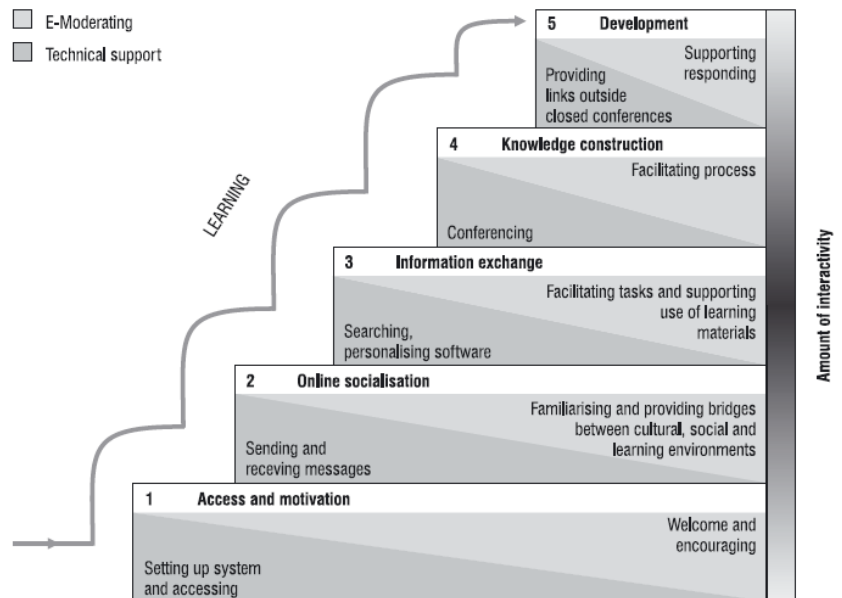 E-Moderating
Technical support
LEARNING
5 Development
Supporting
responding
Providing
links outside
closed conferences
4 Knowledge construction
Facilitating process
Conferencing
3 Information exchange
Facilitating tasks and supporting
use of learning
materials
Searching,
personalising software
2 Online socialisation
Familiarising and providing bridges
between cultural, social and
learning environments
Sending and
receving messages
1 Access and motivation
Welcome and
encouraging
Setting up system
and accessing
Amount of interactivity